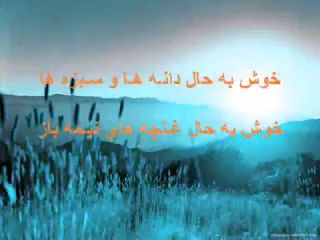 خوش به حال دانه ها و سبزه ها
خوش به حال غنچه های نیمه باز